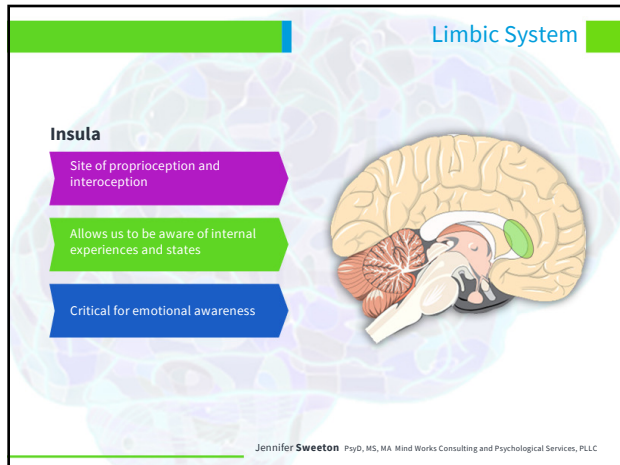 Limbic System
Insula
Site of proprioception and
interoception
Allows us to be aware of internal
experiences and states
Critical for emotional awareness
Jennifer Sweeton PsyD, MS, MA Mind Works Consulting and Psychological Services, PLLC